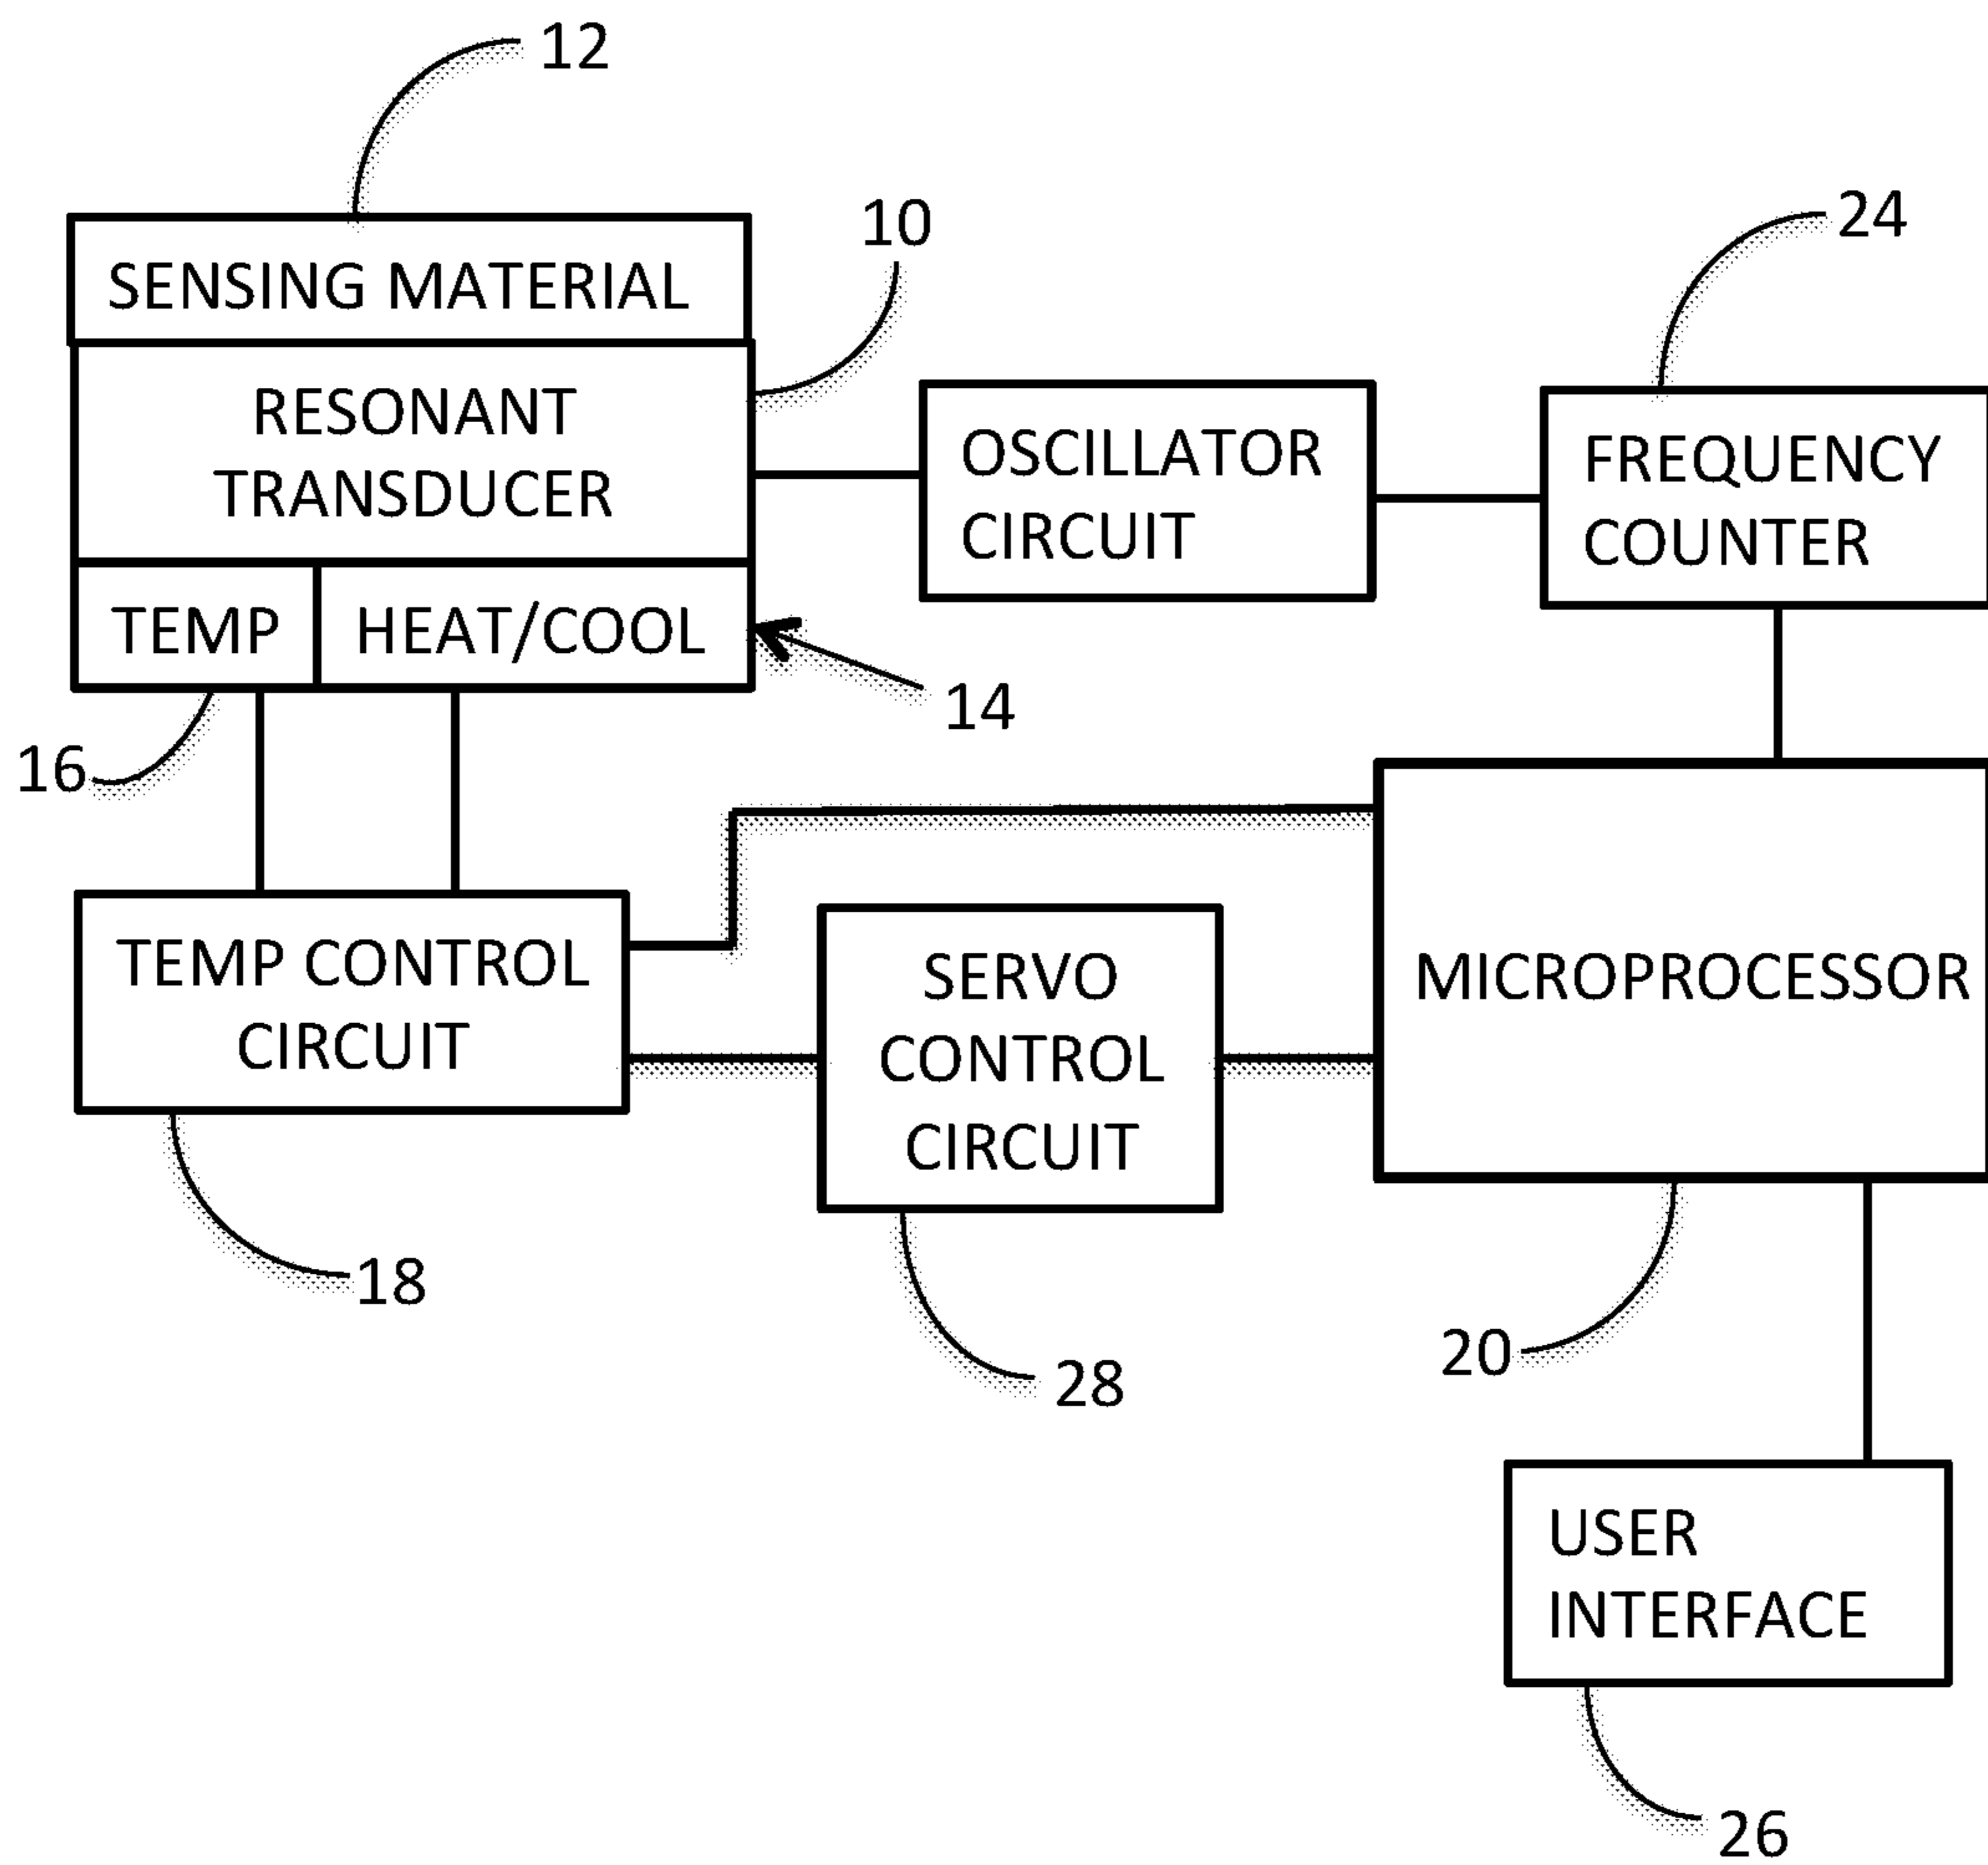 12
10
24
SENSING MATERIAL
RESONANT
TRANSDUCER
OSCILLATOR
CIRCUIT
FREQUENCY
COUNTER
TEMP
HEAT/COOL
14
16
TEMP CONTROL
CIRCUIT
SERVO
CONTROL
CIRCUIT
MICROPROCESSOR
18
28
20
USER
INTERFACE
26